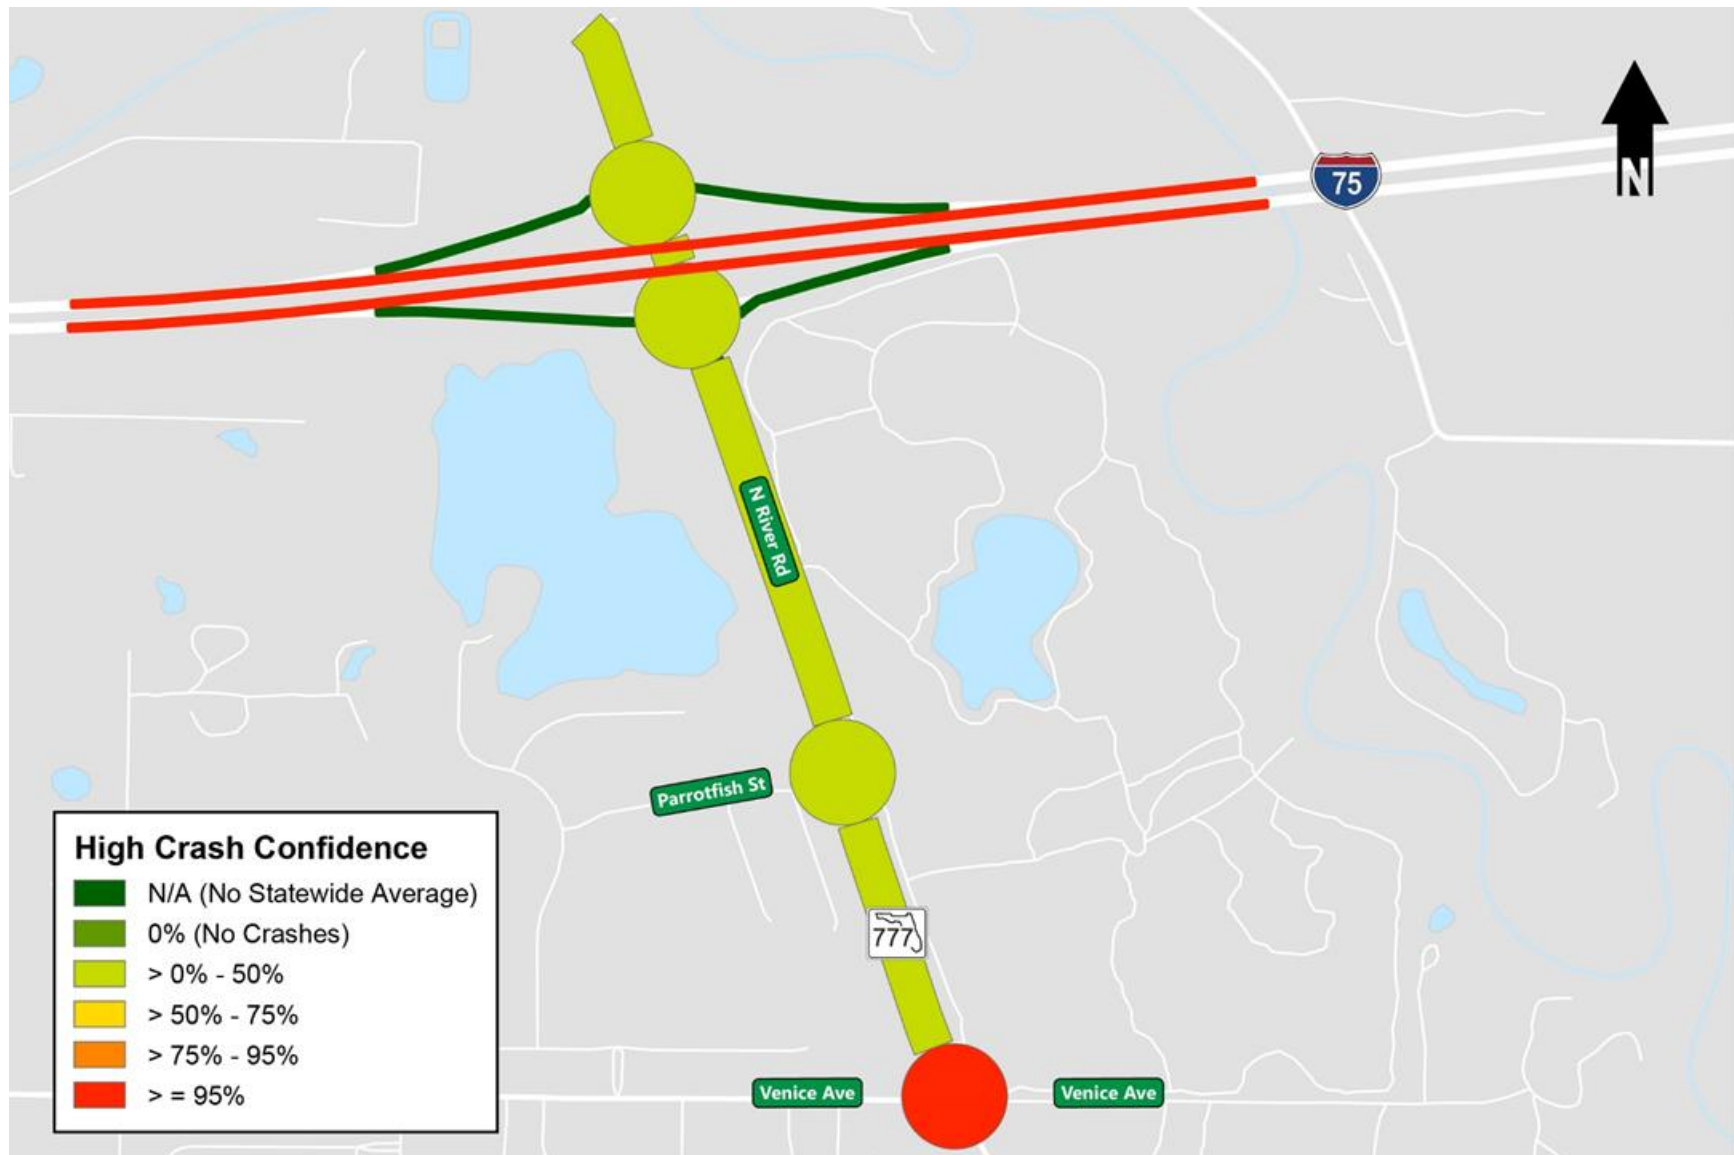 75
N
N River Rd
Parrotfish St
777
Venice Ave
Venice Ave
High Crash Confidence
N/A (No Statewide Average)
0% (No Crashes)
> 0% - 50%
> 50% - 75%
> 75% - 95%
> = 95%